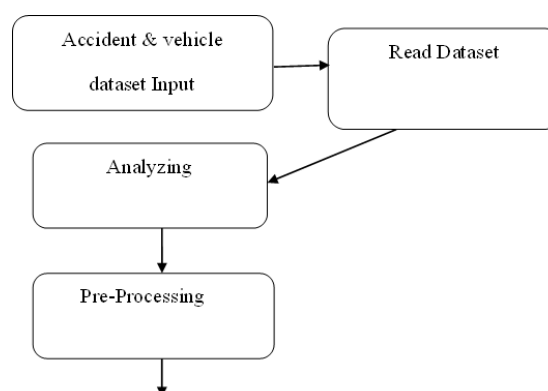 Accident & vehicle
dataset Input
Read Dataset
Analyzing
Pre-Processing